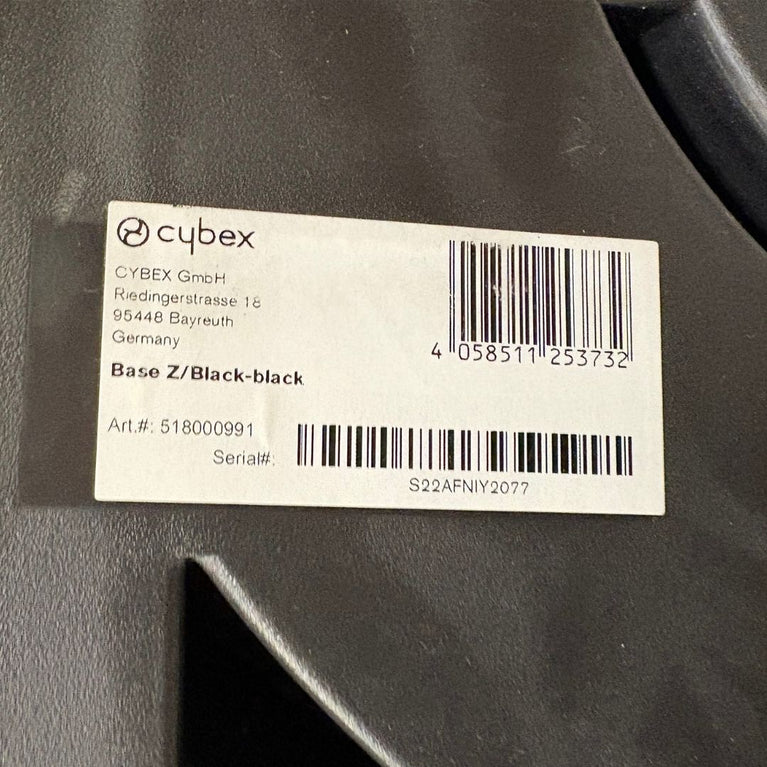 cybex
CYBEX GmbH
Riedingerstrasse 18
95448 Bayreuth
Germany
4 058511 253732
Base Z/Black-black
Art.#: 518000991
Serial#:
S22AFNIY2077